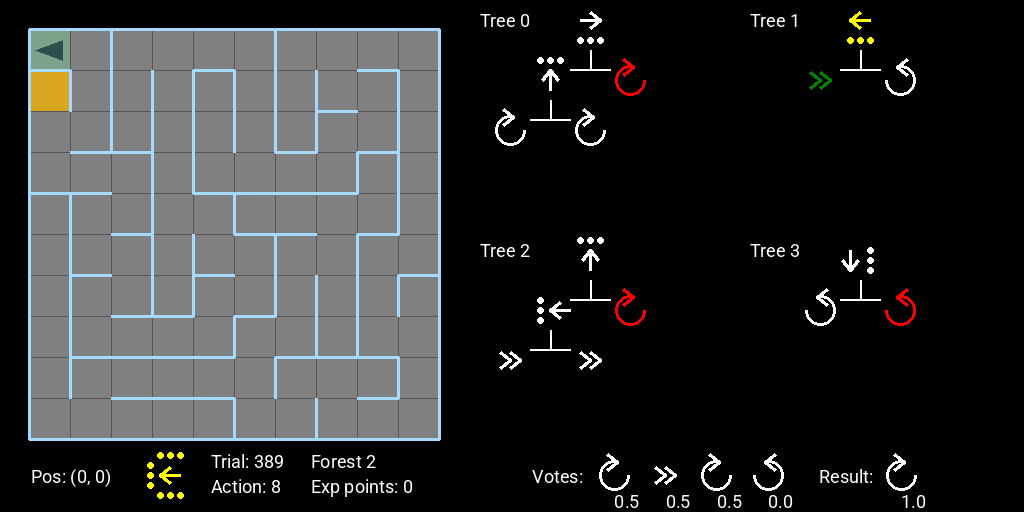 Tree 0
Tree 1
Tree 2
Tree 3
Pos: (0, 0)
Trial: 389
Forest 2
Action: 8
Exp points: 0
Votes:
0.5
0.5
0.5
0.0
Result:
1.0